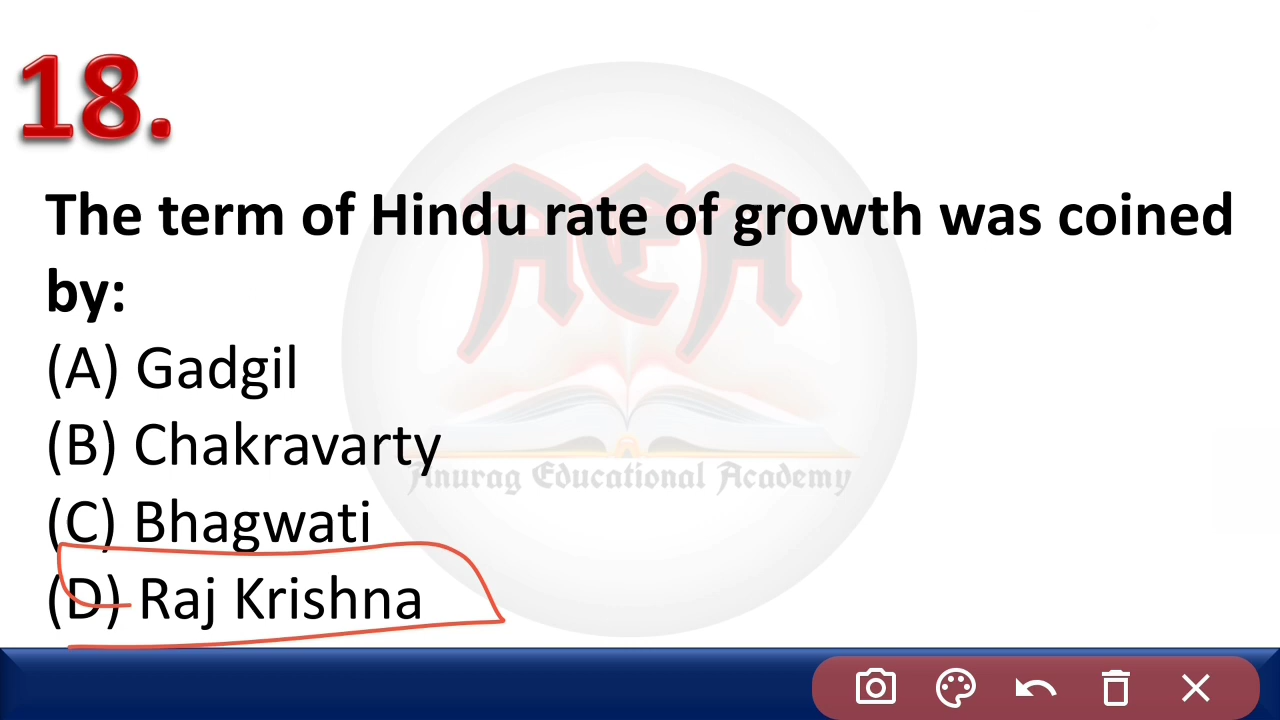 18.
The term of Hindu rate of growth was coined
by:
(A) Gadgil
(B) Chakravarty
(C) Bhagwati
(D) Raj Krishna
AEA
Anurag Educational Academy